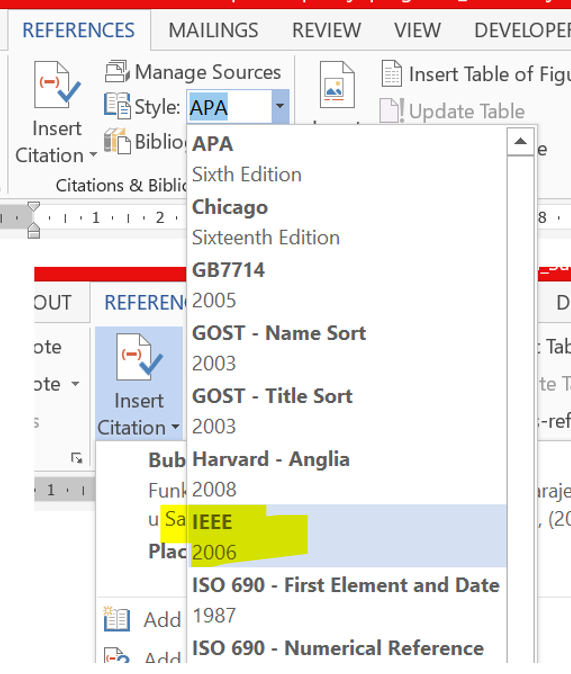 REFERENCES MAILINGS REVIEW VIEW DEVELOPER
Manage Sources
Insert Table of Figu
Style: APA
Update Table
Insert
Citation
Biblio
e
Citations & Biblio
1 2 8
APA
Sixth Edition
Chicago
Sixteenth Edition
GB7714
2005
GOST - Name Sort
2003
GOST - Title Sort
2003
Harvard - Anglia
2008
IEEE
2006
ISO 690 - First Element and Date
1987
ISO 690 - Numerical Reference
OUT REFEREN D
ote
Tab
ote
te T
Insert
Citation
s-ref
1
Bub
Funk
araje
u Sa
, (20
Plac
Add
Add